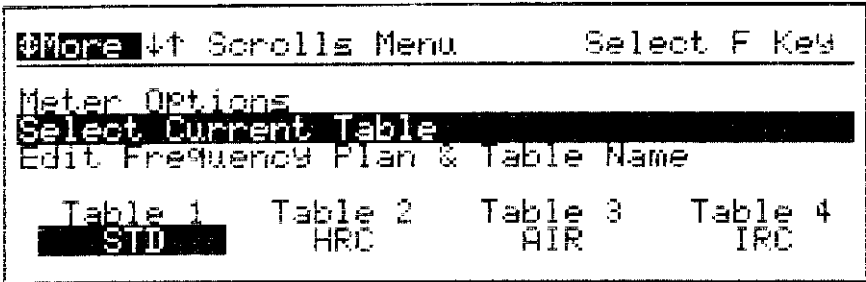 ↕More ↓↑ Scrolls Menu Select F Key
Meter Options
Select Current Table
Edit Frequency Plan & Table Name
Table 1 Table 2 Table 3 Table 4
STD HRC AIR IRC